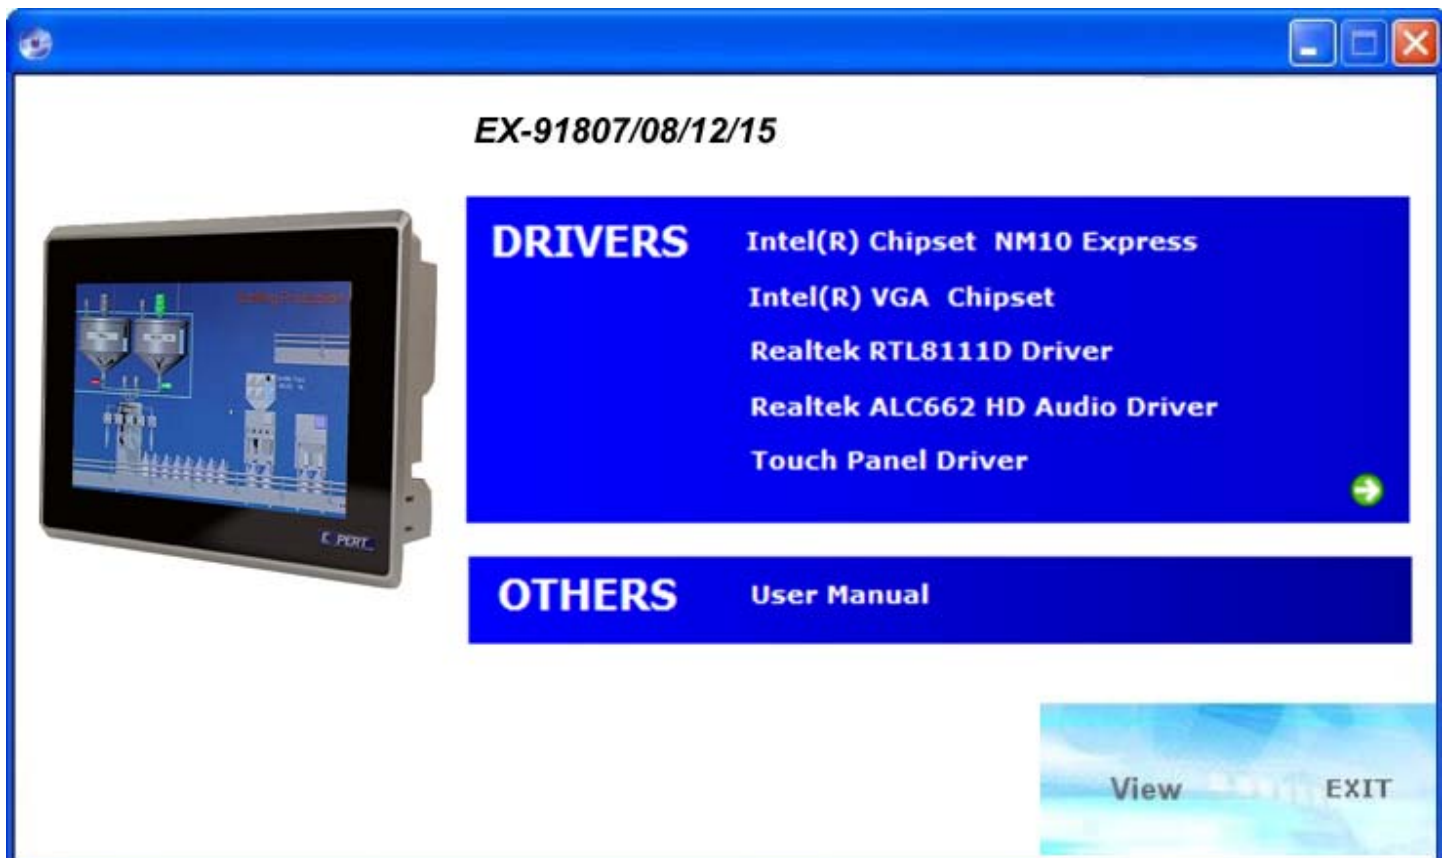 EX-91807/08/12/15
DRIVERS
Intel(R) Chipset NM10 Express
Intel(R) VGA Chipset
Realtek RTL8111D Driver
Realtek ALC662 HD Audio Driver
Touch Panel Driver
OTHERS
User Manual
View
EXIT